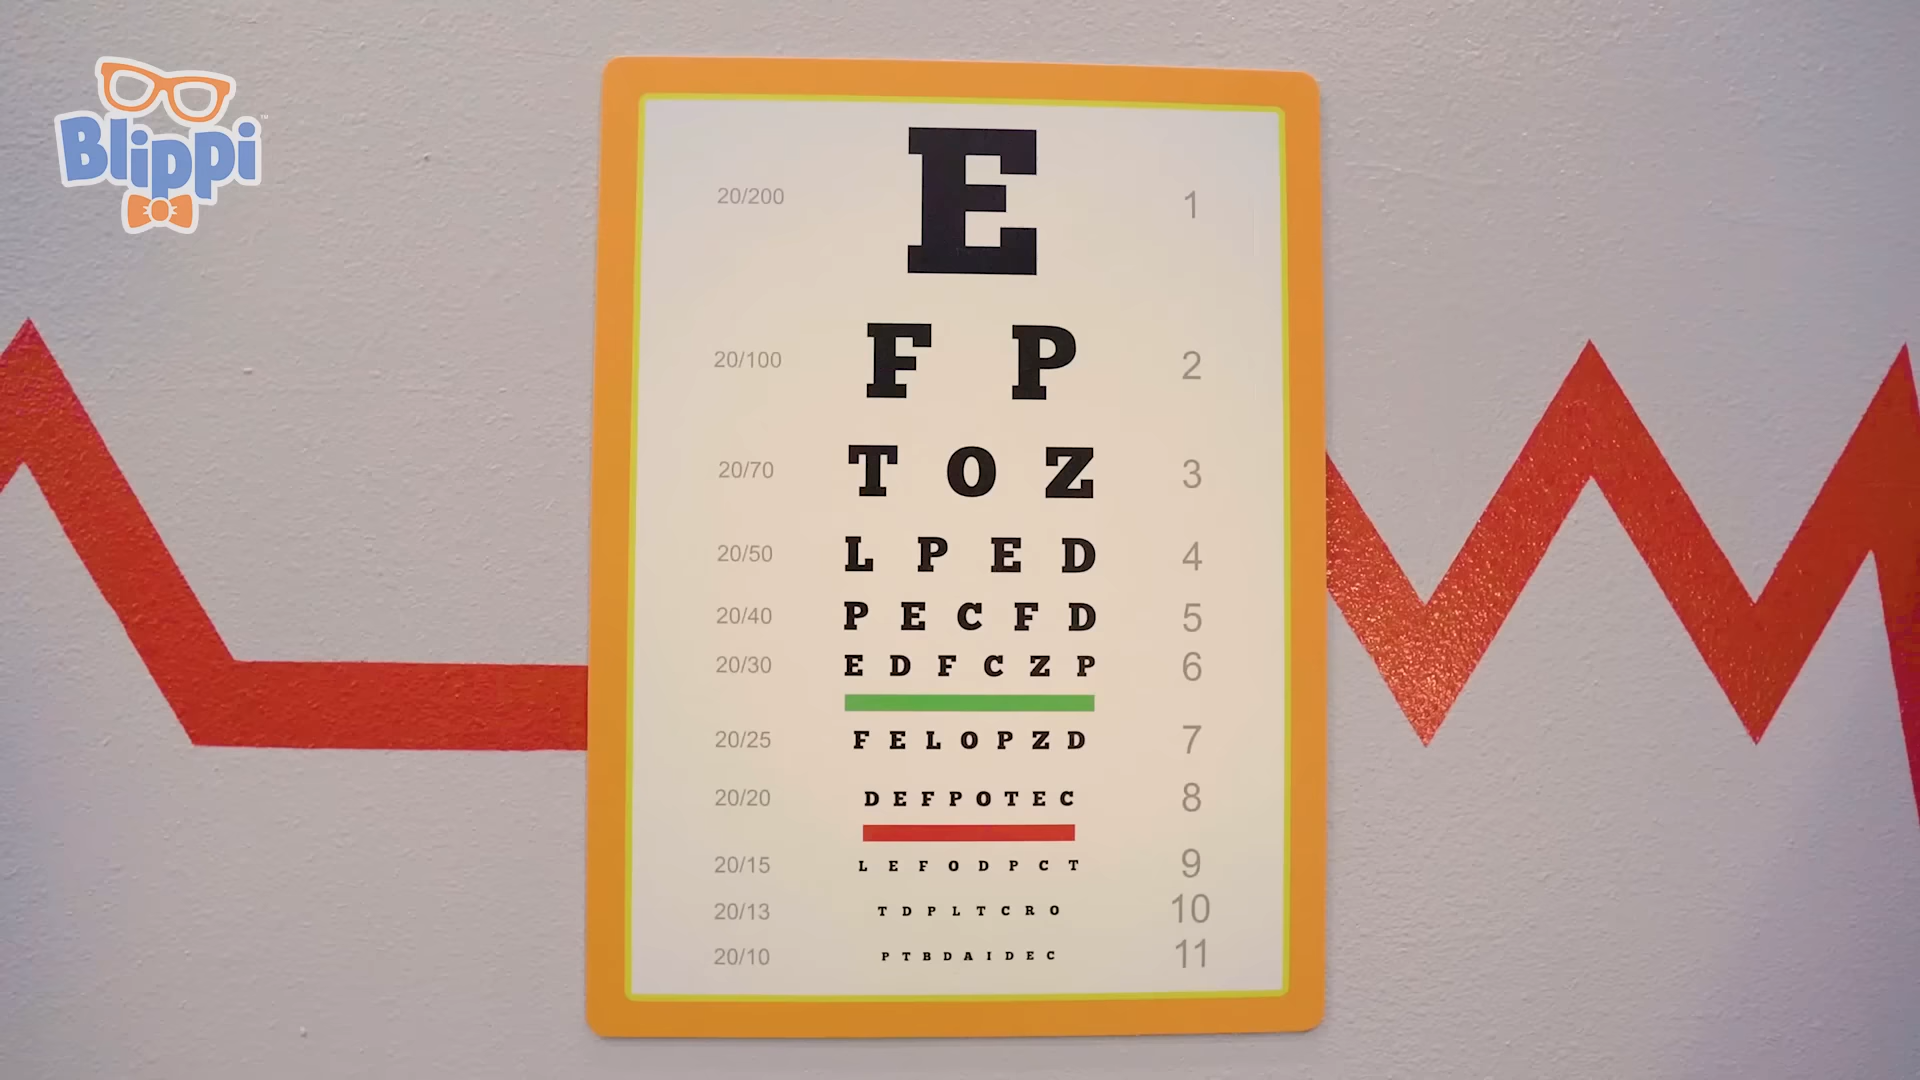 Blippi™
20/200 E 1
20/100 F P 2
20/70 T O Z 3
20/50 L P E D 4
20/40 P E C F D 5
20/30 E D F C Z P 6
20/25 F E L O P Z D 7
20/20 D E F P O T E C 8
20/15 L E F O D P C T 9
20/13 T D P L T C R O 10
20/10 P T B D A I D E C 11